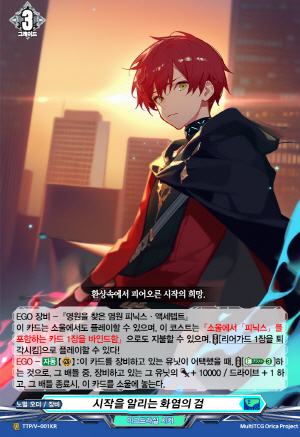 3
그레이드
환상속에서 피어오른 시작의 희망.
EGO 장비 - 「영원을 찾은 염원 피닉스 · 액세랩트」
이 카드는 소울에서도 플레이할 수 있으며, 이 코스트는 「소울에서 「피닉스」를
포함하는 카드 1장을 바인드함」 으로도 지불할 수 있으며, [리어가드 1장을 퇴
각시킴]으로 플레이할 수 있다!
EGO - 자동 : 이 카드를 장비하고 있는 유닛이 어택했을 때, 하
는 것으로, 그 배틀 중, 장비하고 있는 그 유닛의 + 10000 / 드라이브 + 1 하
고, 그 배틀 종료시, 이 카드를 소울에 놓는다.
노멀 오더 / 장비
시작을 알리는 화염의 검
TTP/V-001KR
MultiTCG Orica Project